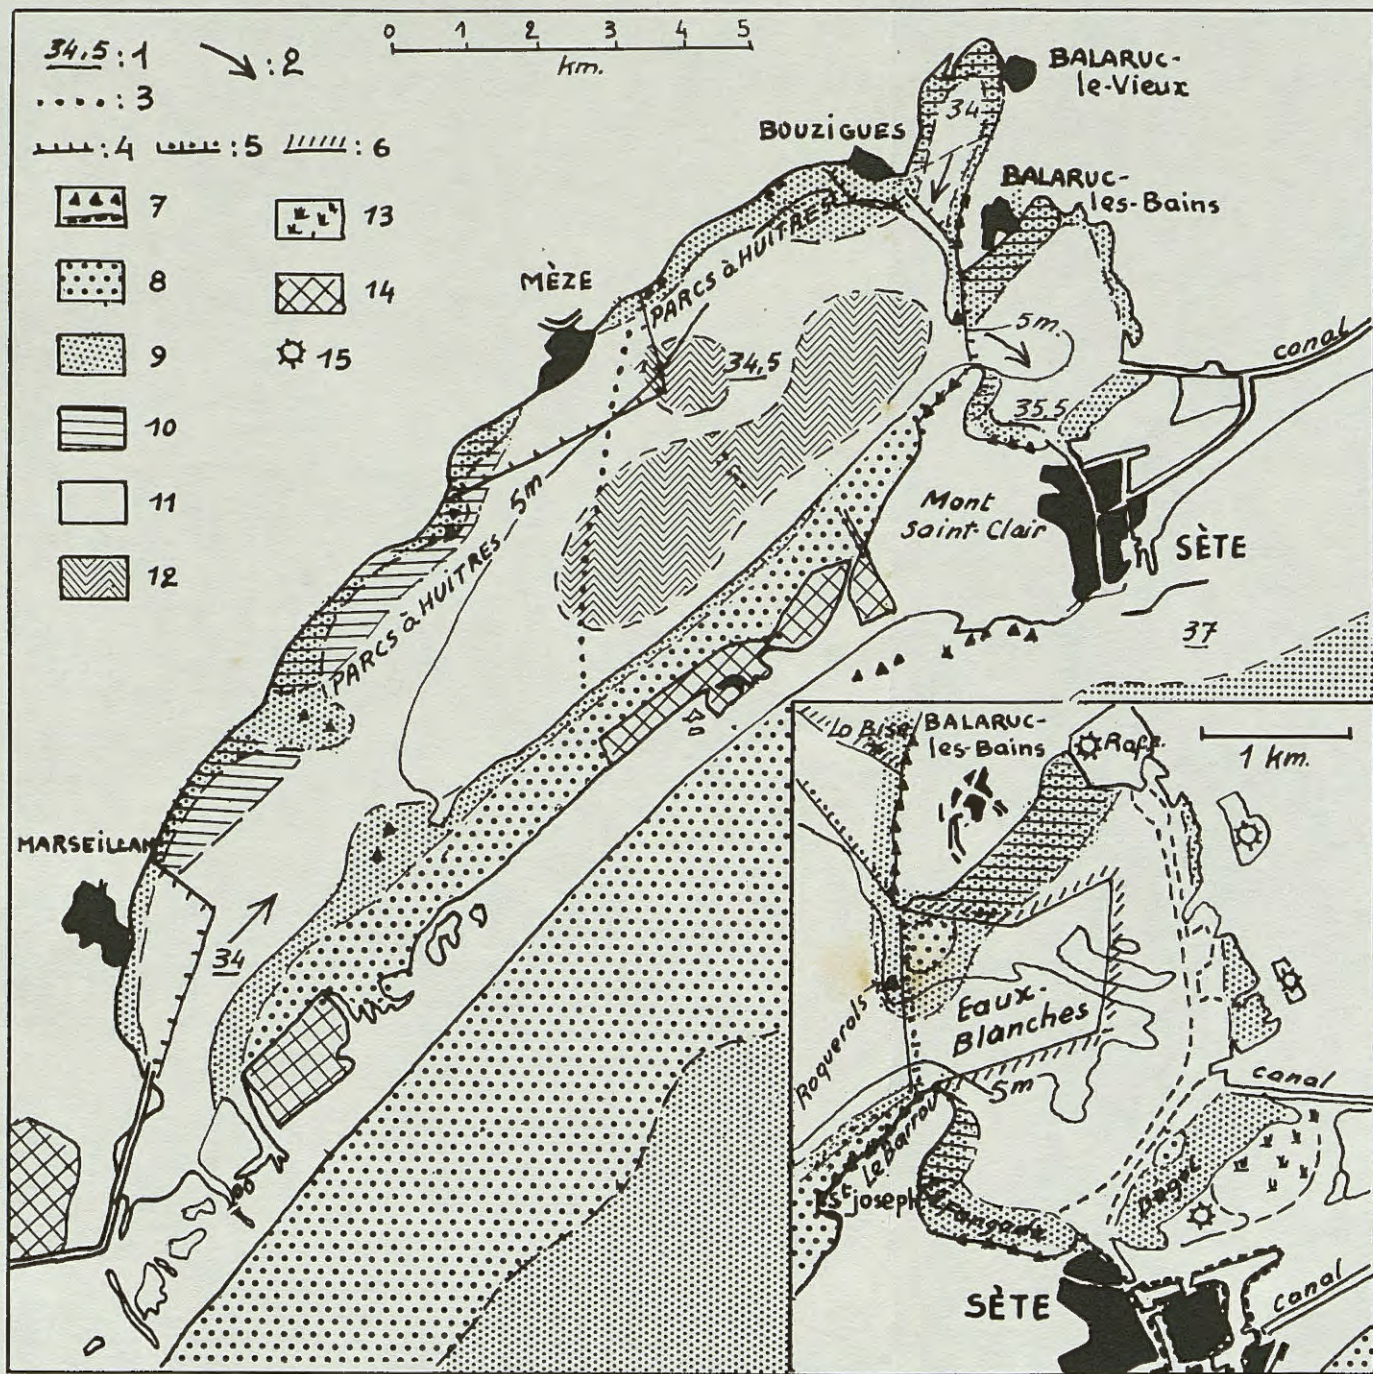 34,5 : 1
: 2
: 3
: 4
: 5
: 6
7
8
9
10
11
12
13
14
15
0 1 2 3 4 5
km.
BALARUC-
le-Vieux
34
BOUZIGUES
BALARUC-
les-Bains
MÈZE
PARCS à HUITRES
34,5
5m
canal
35,5
5m
Mont
Saint-Clair
SÈTE
PARCS à HUITRES
37
MARSEILLAN
34
La Bise
BALARUC-
les-Bains
Raff.
1 km.
Roquerols
Eaux-
Blanches
5m
canal
Le Barrou
St Joseph
Angel
SÈTE
canal